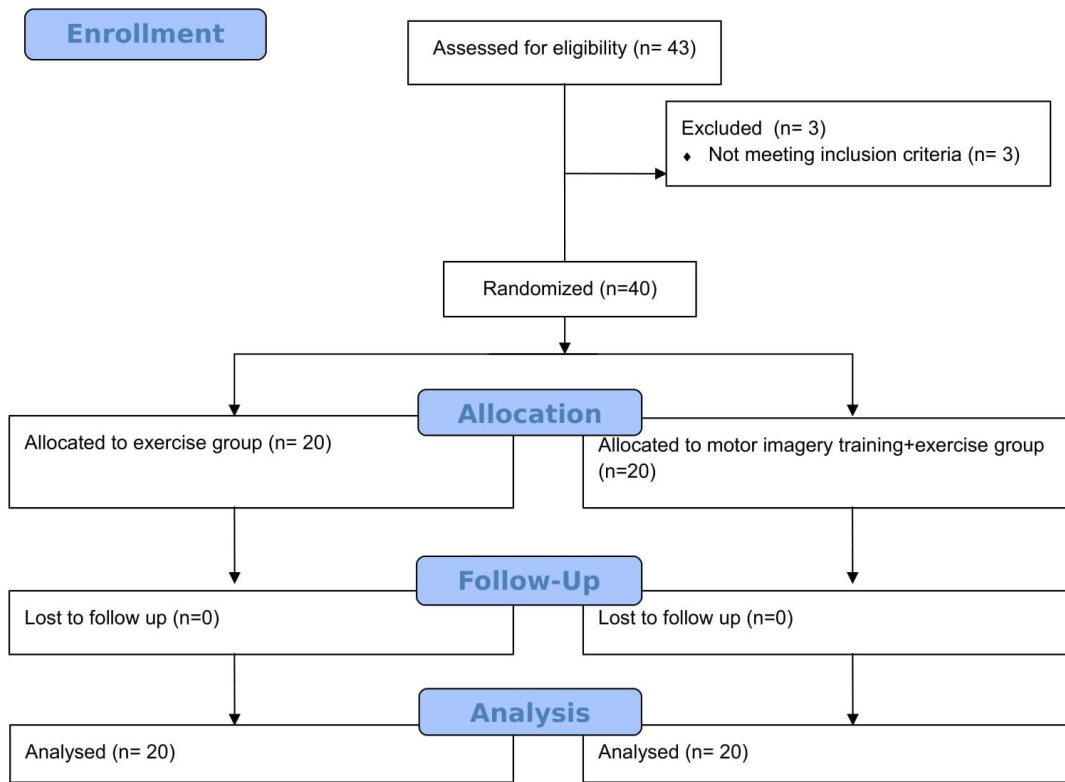 Enrollment
Assessed for eligibility (n= 43)
Excluded  (n= 3)
♦ Not meeting inclusion criteria (n= 3)
Randomized (n=40)
Allocation
Allocated to exercise group (n= 20)
Allocated to motor imagery training+exercise group
(n=20)
Follow-Up
Lost to follow up (n=0)
Lost to follow up (n=0)
Analysis
Analysed (n= 20)
Analysed (n= 20)